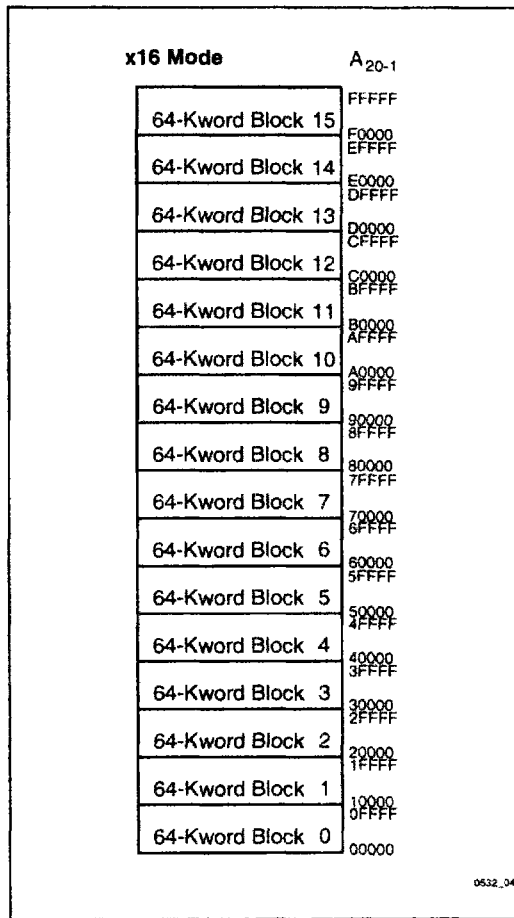 x16 Mode A20-1
FFFFF
64-Kword Block 15
F0000
EFFFF
64-Kword Block 14
E0000
DFFFF
64-Kword Block 13
D0000
CFFFF
64-Kword Block 12
C0000
BFFFF
64-Kword Block 11
B0000
AFFFF
64-Kword Block 10
A0000
9FFFF
64-Kword Block 9
90000
8FFFF
64-Kword Block 8
80000
7FFFF
64-Kword Block 7
70000
6FFFF
64-Kword Block 6
60000
5FFFF
64-Kword Block 5
50000
4FFFF
64-Kword Block 4
40000
3FFFF
64-Kword Block 3
30000
2FFFF
64-Kword Block 2
20000
1FFFF
64-Kword Block 1
10000
0FFFF
64-Kword Block 0
00000
0532_04